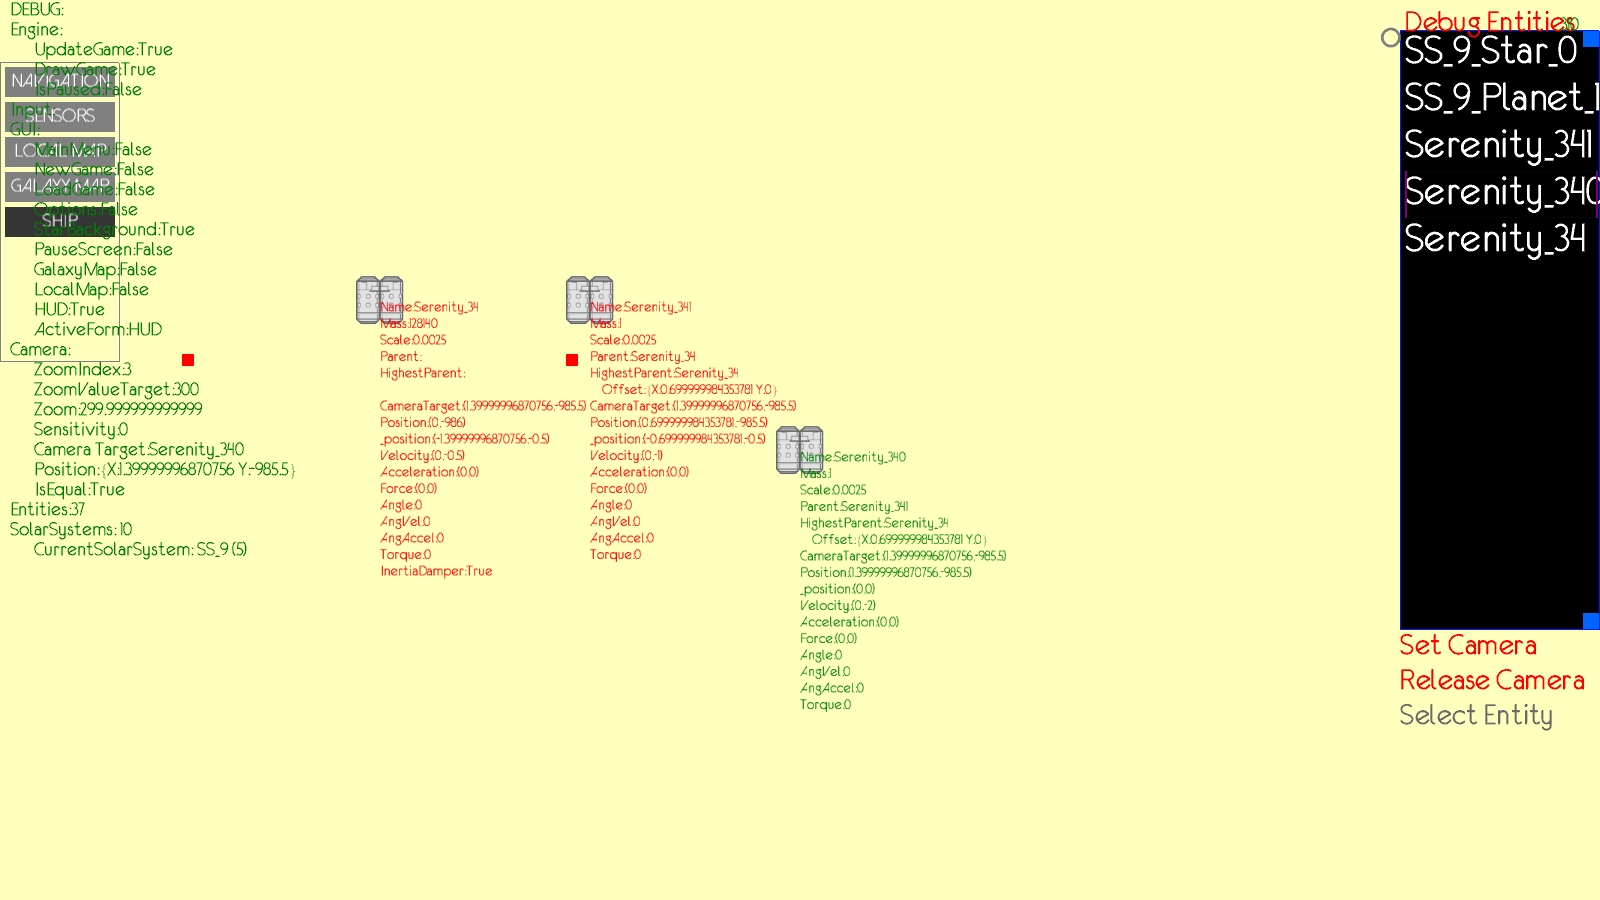 DEBUG:
Engine:
UpdateGame:True
DrawGame:True
IsPaused:False
Input:
GUI:
MainMenu:False
NewGame:False
LoadGame:False
Options:False
StarBackground:True
PauseScreen:False
GalaxyMap:False
LocalMap:False
HUD:True
ActiveForm:HUD
Camera:
ZoomIndex:3
ZoomValueTarget:300
Zoom:299.999999999999
Sensitivity:0
Camera Target:Serenity_340
Position:{X:1.39999996870756 Y:-985.5}
IsEqual:True
Entities:37
SolarSystems: 10
CurrentSolarSystem: SS_9 (5)
NAVIGATION
SENSORS
LOCAL MAP
GALAXY MAP
SHIP
Name:Serenity_34
Mass:128140
Scale:0.0025
Parent:
HighestParent:
CameraTarget:(1.39999996870756,-985.5)
Position:(0,-986)
_position:(-1.39999996870756,-0.5)
Velocity:(0,-0.5)
Acceleration:(0,0)
Force:(0,0)
Angle:0
AngVel:0
AngAccel:0
Torque:0
InertiaDamper:True
Name:Serenity_341
Mass:1
Scale:0.0025
Parent:Serenity_34
HighestParent:Serenity_34
Offset:{X:0.699999984353781 Y:0}
CameraTarget:(1.39999996870756,-985.5)
Position:(0.699999984353781,-985.5)
_position:(-0.699999984353781,-0.5)
Velocity:(0,-1)
Acceleration:(0,0)
Force:(0,0)
Angle:0
AngVel:0
AngAccel:0
Torque:0
Name:Serenity_340
Mass:1
Scale:0.0025
Parent:Serenity_341
HighestParent:Serenity_34
Offset:{X:0.699999984353781 Y:0}
CameraTarget:(1.39999996870756,-985.5)
Position:(1.39999996870756,-985.5)
_position:(0,0)
Velocity:(0,-2)
Acceleration:(0,0)
Force:(0,0)
Angle:0
AngVel:0
AngAccel:0
Torque:0
Debug Entities
SS_9_Star_0
SS_9_Planet_1
Serenity_341
Serenity_340
Serenity_34
Set Camera
Release Camera
Select Entity